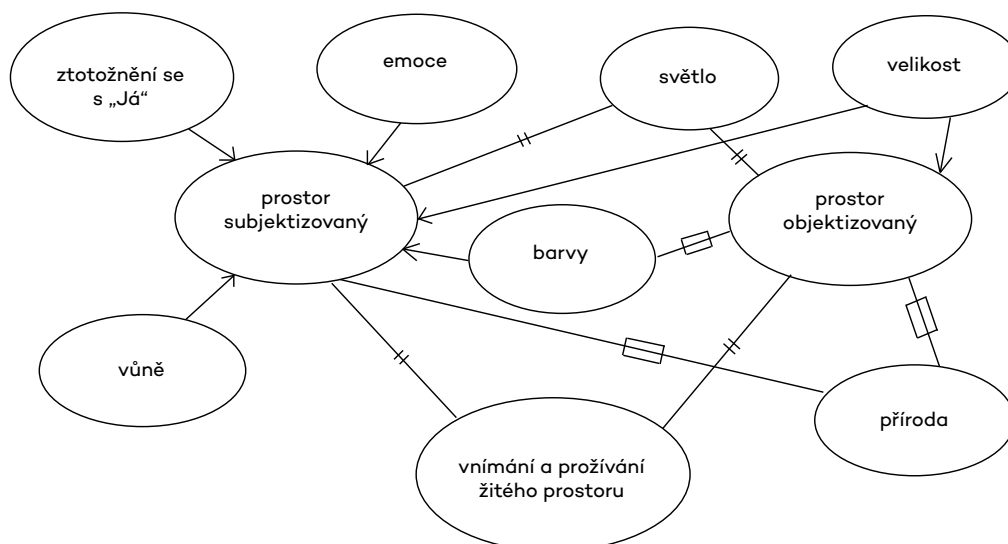 ztotožnění se
s „Já“
emoce
světlo
velikost
prostor
subjektizovaný
prostor
objektizovaný
barvy
vůně
příroda
vnímání a prožívání
žitého prostoru